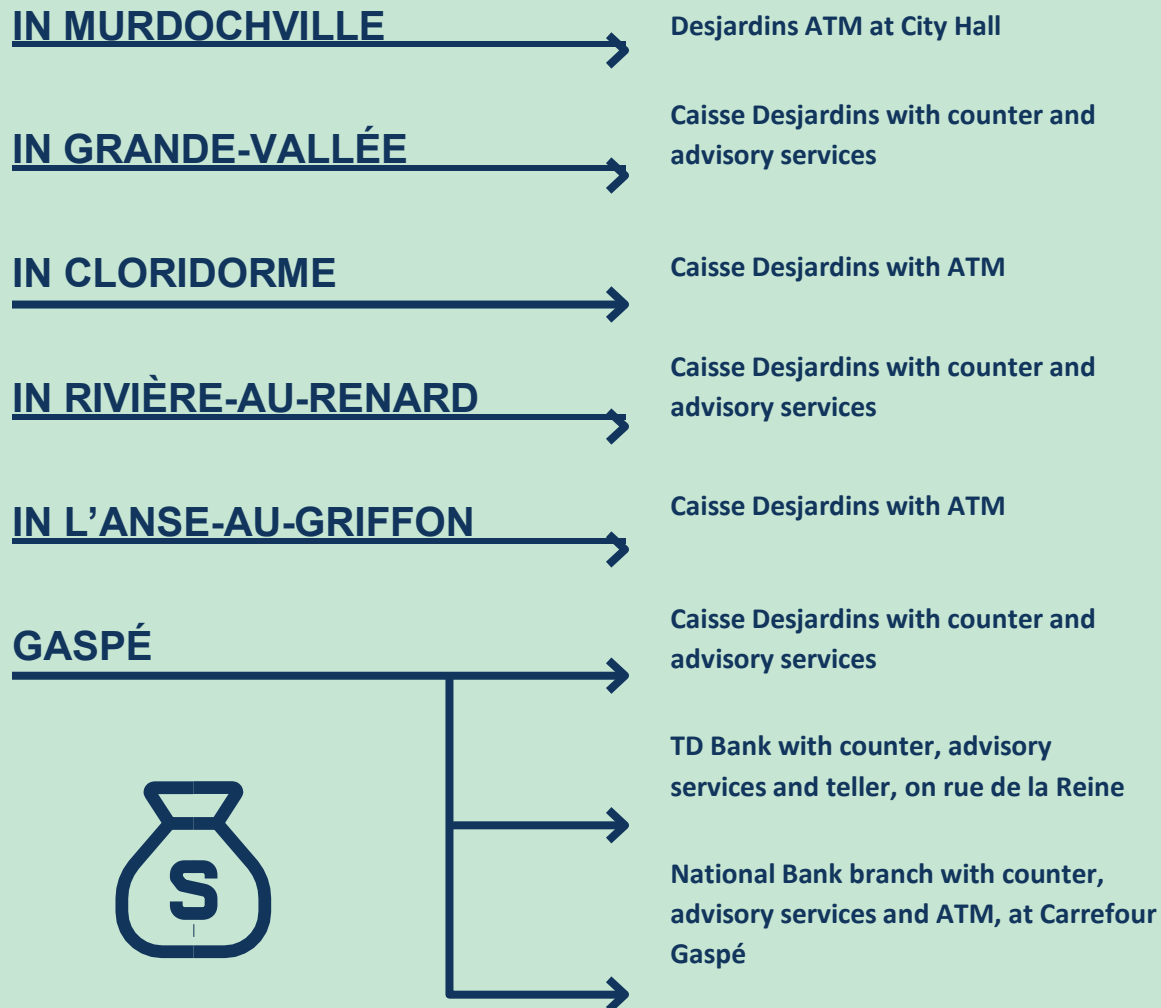 IN MURDOCHVILLE
Desjardins ATM at City Hall
IN GRANDE-VALLÉE
Caisse Desjardins with counter and
advisory services
IN CLORIDORME
Caisse Desjardins with ATM
IN RIVIÈRE-AU-RENARD
Caisse Desjardins with counter and
advisory services
IN L’ANSE-AU-GRIFFON
Caisse Desjardins with ATM
GASPÉ
Caisse Desjardins with counter and
advisory services
TD Bank with counter, advisory
services and teller, on rue de la Reine
National Bank branch with counter,
advisory services and ATM, at Carrefour
Gaspé
S